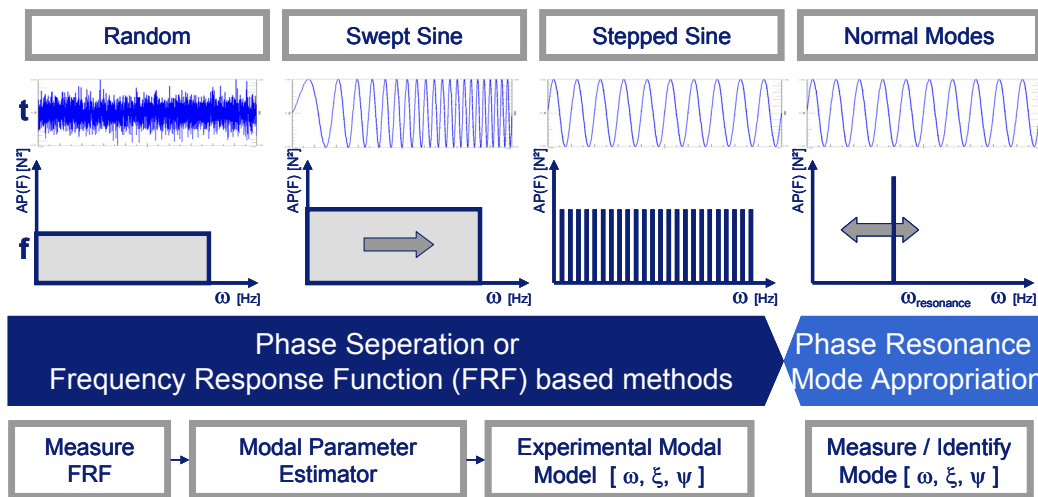 Random
Swept Sine
Stepped Sine
Normal Modes
t
AP(F) [N²]
AP(F) [N²]
AP(F) [N²]
AP(F) [N²]
f
ω [Hz]
ω [Hz]
ω [Hz]
ωresonance
ω [Hz]
Phase Seperation or
Frequency Response Function (FRF) based methods
Phase Resonance
Mode Appropriation
Measure
FRF
Modal Parameter
Estimator
Experimental Modal
Model [ ω, ξ, ψ ]
Measure / Identify
Mode [ ω, ξ, ψ ]